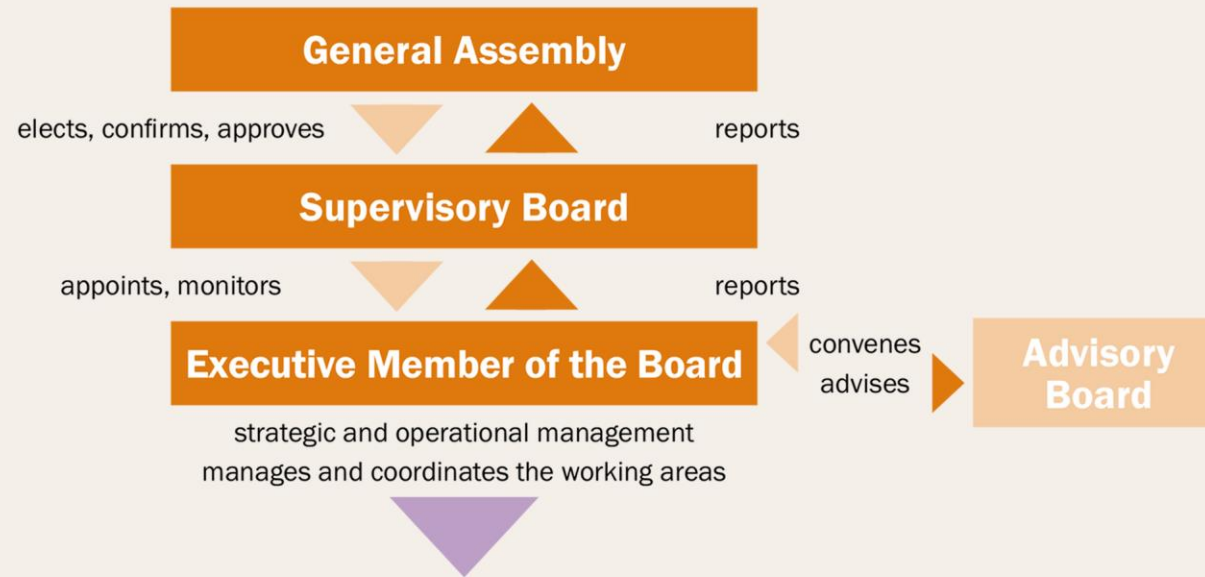 General Assembly
elects, confirms, approves
reports
Supervisory Board
appoints, monitors
reports
Executive Member of the Board
convenes
advises
Advisory
Board
strategic and operational management
manages and coordinates the working areas